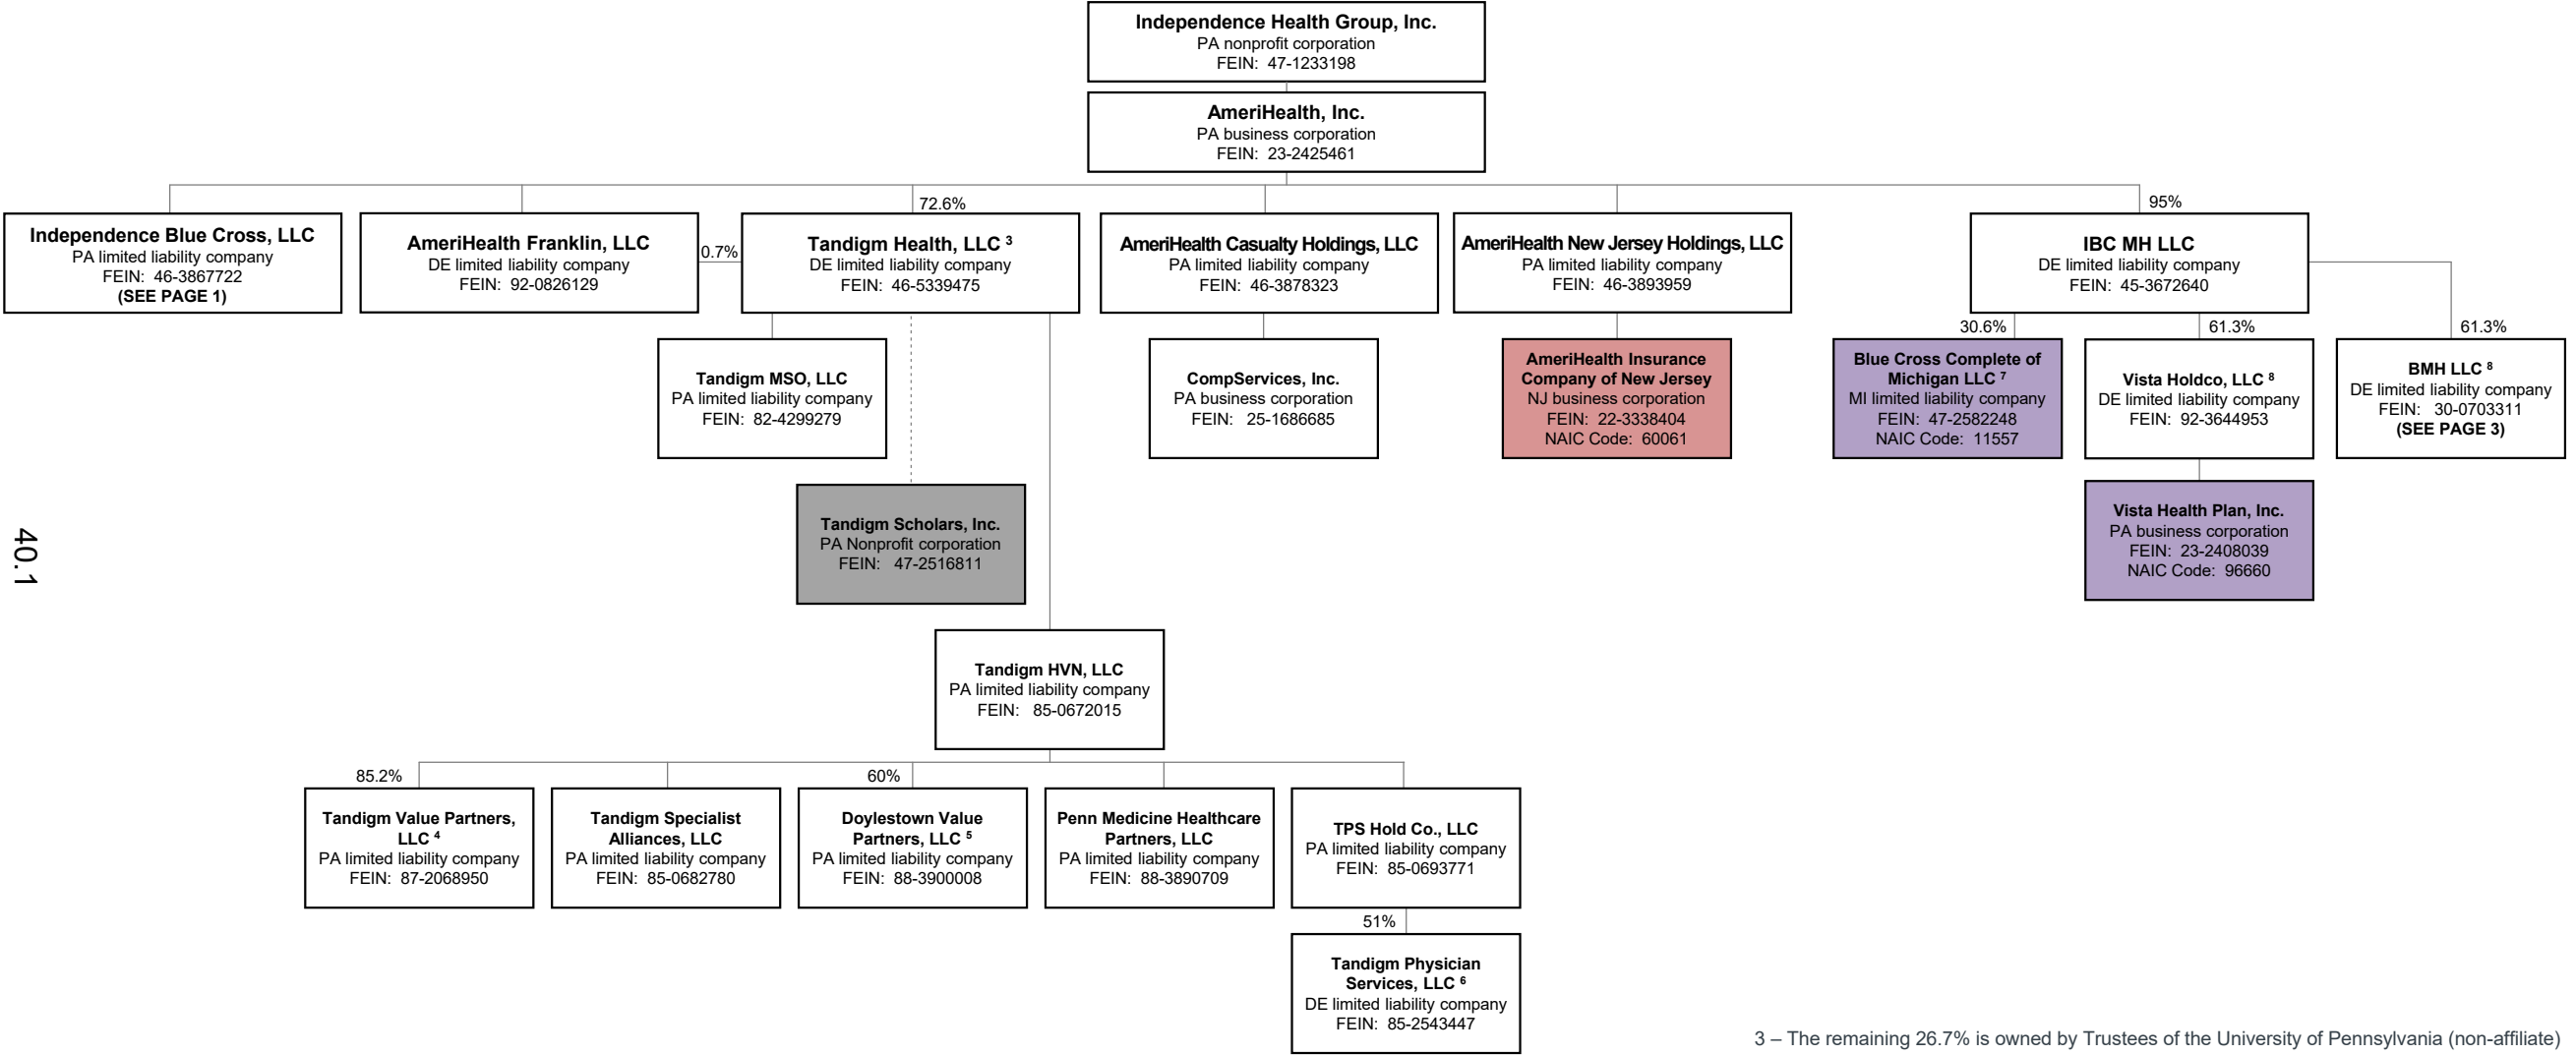 Independence Health Group, Inc.
PA nonprofit corporation
FEIN: 47-1233198
AmeriHealth, Inc.
PA business corporation
FEIN: 23-2425461
72.6%
95%
Independence Blue Cross, LLC
PA limited liability company
FEIN: 46-3867722
(SEE PAGE 1)
AmeriHealth Franklin, LLC
DE limited liability company
FEIN: 92-0826129
0.7%
Tandigm Health, LLC 3
DE limited liability company
FEIN: 46-5339475
AmeriHealth Casualty Holdings, LLC
PA limited liability company
FEIN: 46-3878323
AmeriHealth New Jersey Holdings, LLC
PA limited liability company
FEIN: 46-3893959
IBC MH LLC
DE limited liability company
FEIN: 45-3672640
30.6%
61.3%
61.3%
Tandigm MSO, LLC
PA limited liability company
FEIN: 82-4299279
CompServices, Inc.
PA business corporation
FEIN: 25-1686685
AmeriHealth Insurance
Company of New Jersey
NJ business corporation
FEIN: 22-3338404
NAIC Code: 60061
Blue Cross Complete of
Michigan LLC 7
MI limited liability company
FEIN: 47-2582248
NAIC Code: 11557
Vista Holdco, LLC 8
DE limited liability company
FEIN: 92-3644953
BMH LLC 8
DE limited liability company
FEIN: 30-0703311
(SEE PAGE 3)
Tandigm Scholars, Inc.
PA Nonprofit corporation
FEIN: 47-2516811
Vista Health Plan, Inc.
PA business corporation
FEIN: 23-2408039
NAIC Code: 96660
40.1
Tandigm HVN, LLC
PA limited liability company
FEIN: 85-0672015
85.2%
60%
Tandigm Value Partners,
LLC 4
PA limited liability company
FEIN: 87-2068950
Tandigm Specialist
Alliances, LLC
PA limited liability company
FEIN: 85-0682780
Doylestown Value
Partners, LLC 5
PA limited liability company
FEIN: 88-3900008
Penn Medicine Healthcare
Partners, LLC
PA limited liability company
FEIN: 88-3890709
TPS Hold Co., LLC
PA limited liability company
FEIN: 85-0693771
51%
Tandigm Physician
Services, LLC 6
DE limited liability company
FEIN: 85-2543447
3 – The remaining 26.7% is owned by Trustees of the University of Pennsylvania (non-affiliate)